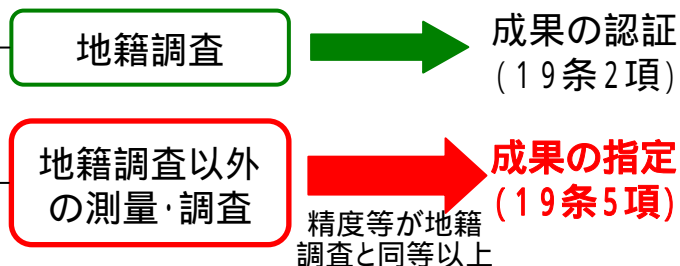 地籍調査
成果の認証
(19条2項)
地籍調査以外
の測量・調査
精度等が地籍
調査と同等以上
成果の指定
(19条5項)